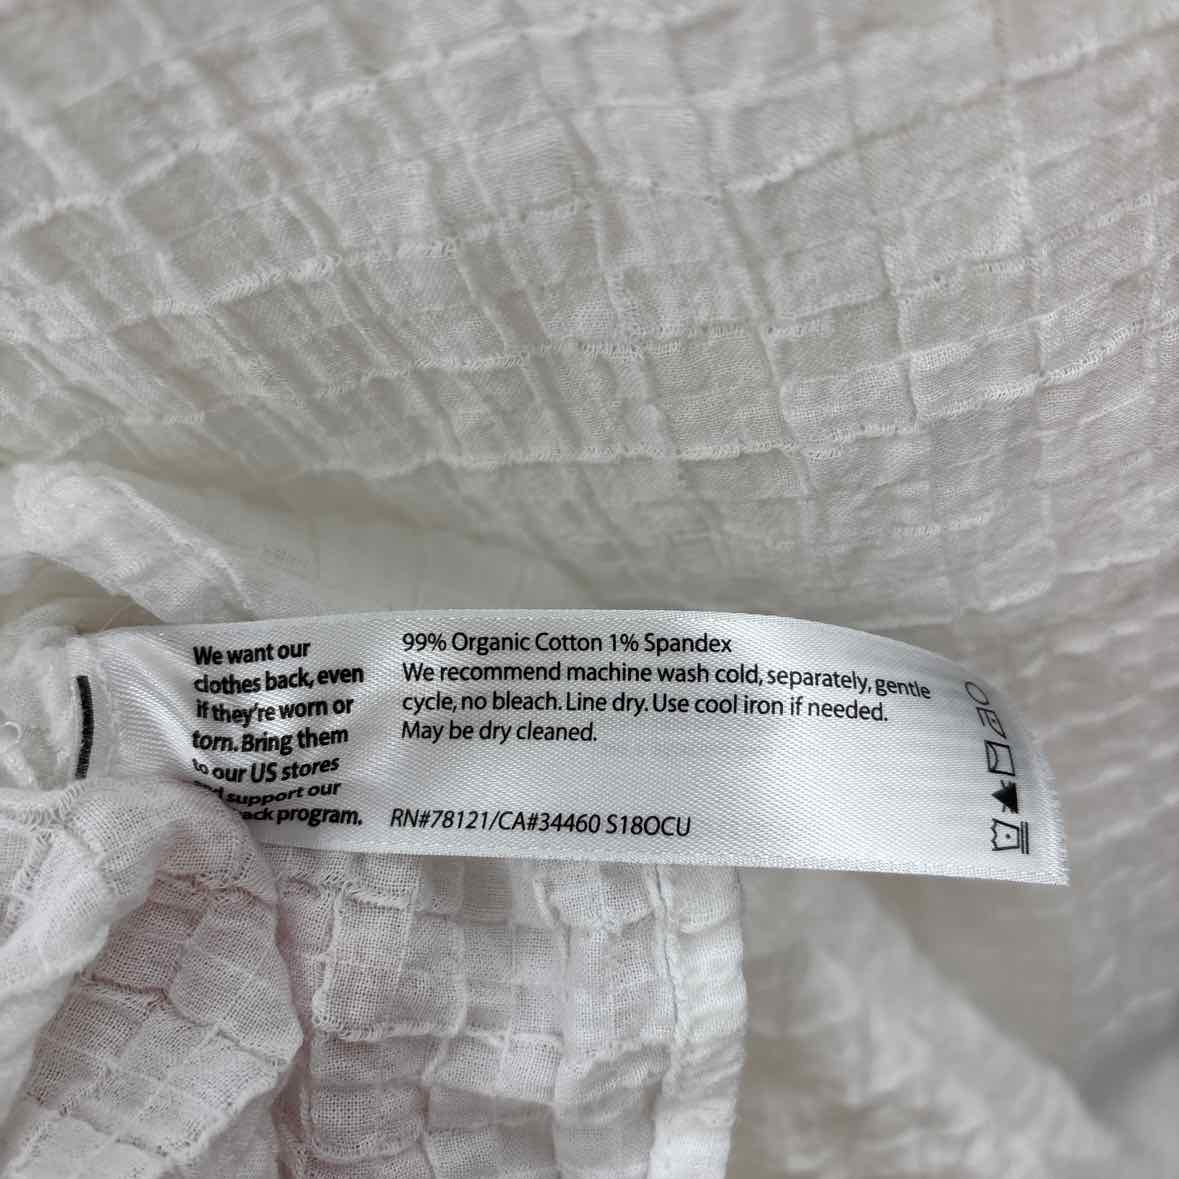 We want our
clothes back, even
if they're worn or
torn. Bring them
to our US stores
support our
program.
99% Organic Cotton 1% Spandex
We recommend machine wash cold, separately, gentle
cycle, no bleach. Line dry. Use cool iron if needed.
May be dry cleaned.
RN#78121/CA#34460 S18OCU